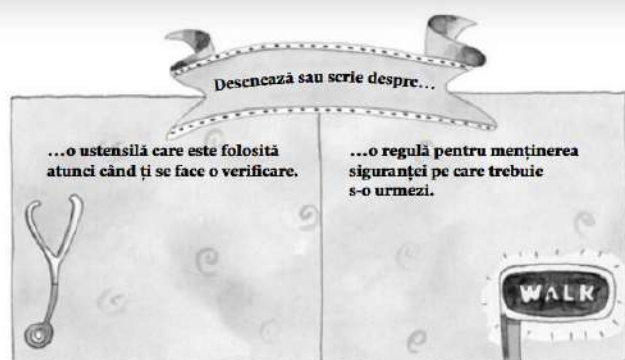 Desenează sau scrie despre...
...o ustensilă care este folosită
atunci când ți se face o verificare.
...o regulă pentru menținerea
siguranței pe care trebuie
s-o urmezi.
WALK